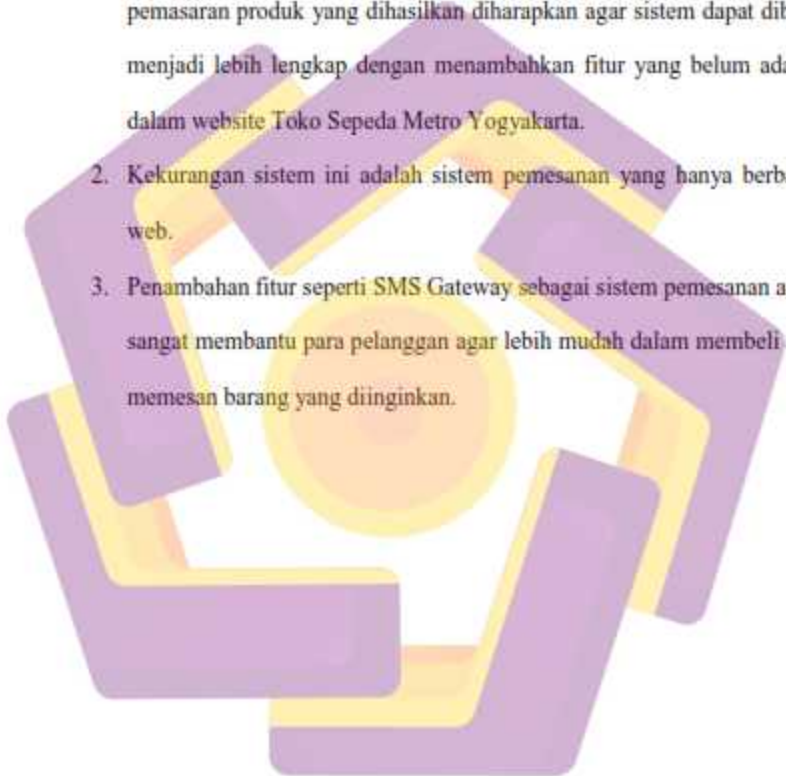 pemasaran produk yang dihasilkan diharapkan agar sistem dapat dib
menjadi lebih lengkap dengan menambahkan fitur yang belum ada
dalam website Toko Sepeda Metro Yogyakarta.
2. Kekurangan sistem ini adalah sistem pemesanan yang hanya berba
web.
3. Penambahan fitur seperti SMS Gateway sebagai sistem pemesanan a
sangat membantu para pelanggan agar lebih mudah dalam membeli
memesan barang yang diinginkan.